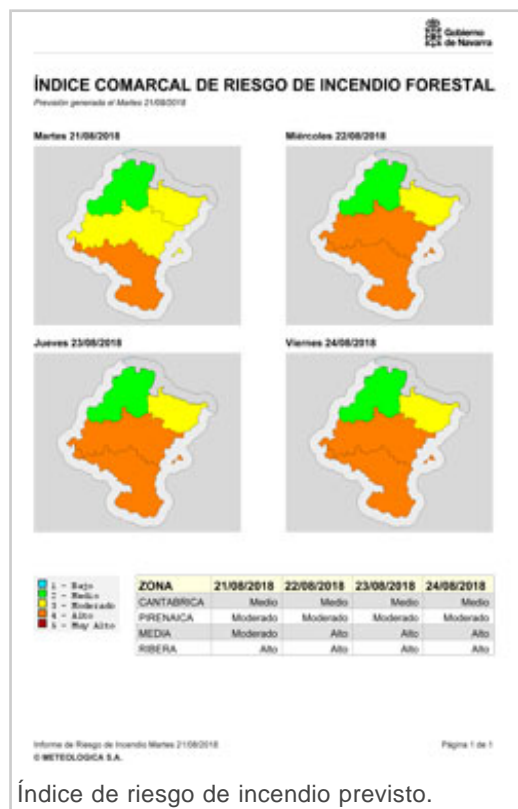 Gobierno
de Navarra
ÍNDICE COMARCAL DE RIESGO DE INCENDIO FORESTAL
Previsión generada el Martes 21/08/2018
Martes 21/08/2018
Miércoles 22/08/2018
Jueves 23/08/2018
Viernes 24/08/2018
1 - Bajo
2 - Medio
3 - Moderado
4 - Alto
5 - Muy Alto
ZONA 21/08/2018 22/08/2018 23/08/2018 24/08/2018
CANTABRICA Medio Medio Medio Medio
PIRENAICA Moderado Moderado Moderado Moderado
MEDIA Moderado Alto Alto Alto
RIBERA Alto Alto Alto Alto
Informe de Riesgo de Incendio Martes 21/08/2018
Página 1 de 1
© METEOLOGICA S.A.
Índice de riesgo de incendio previsto.